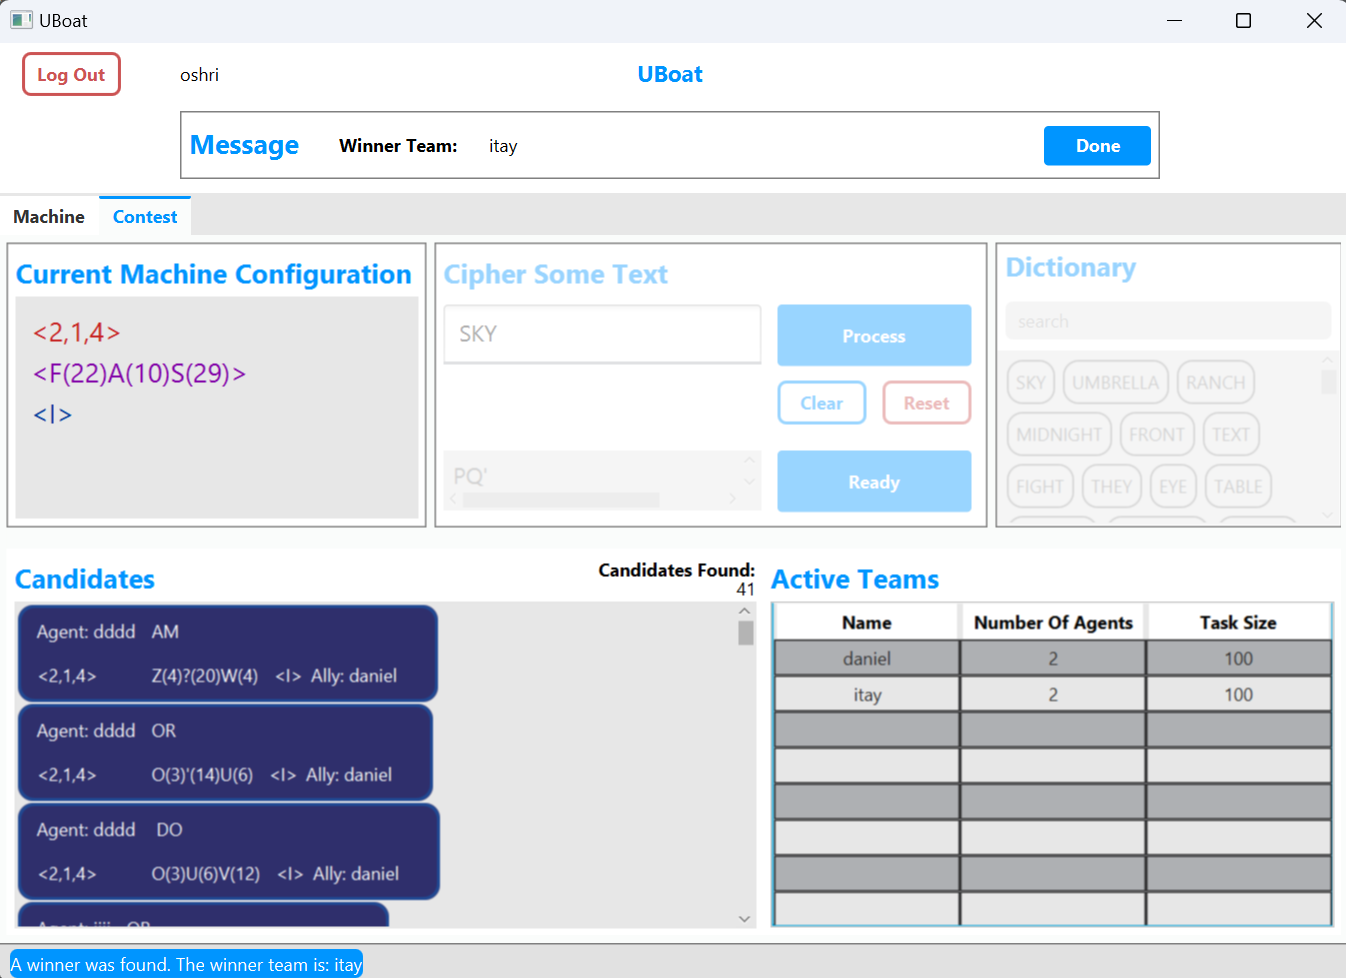 UBoat
Log Out
oshri
UBoat
Message
Winner Team:
itay
Done
Machine
Contest
Current Machine Configuration
<2,1,4>
<F(22)A(10)S(29)>
<I>
Cipher Some Text
SKY
Process
Clear
Reset
PQ'
Ready
Dictionary
search
SKY UMBRELLA RANCH
MIDNIGHT FRONT TEXT
FIGHT THEY EYE TABLE
Candidates
Candidates Found:
41
Agent: dddd AM
<2,1,4> Z(4)?(20)W(4) <I> Ally: daniel
Agent: dddd OR
<2,1,4> O(3)'(14)U(6) <I> Ally: daniel
Agent: dddd DO
<2,1,4> O(3)U(6)V(12) <I> Ally: daniel
Active Teams
Name Number Of Agents Task Size
daniel 2 100
itay 2 100
A winner was found. The winner team is: itay